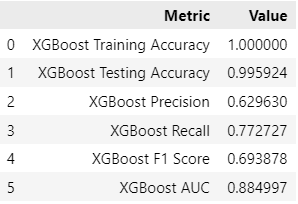 Metric Value
0 XGBoost Training Accuracy 1.000000
1 XGBoost Testing Accuracy 0.995924
2 XGBoost Precision 0.629630
3 XGBoost Recall 0.772727
4 XGBoost F1 Score 0.693878
5 XGBoost AUC 0.884997